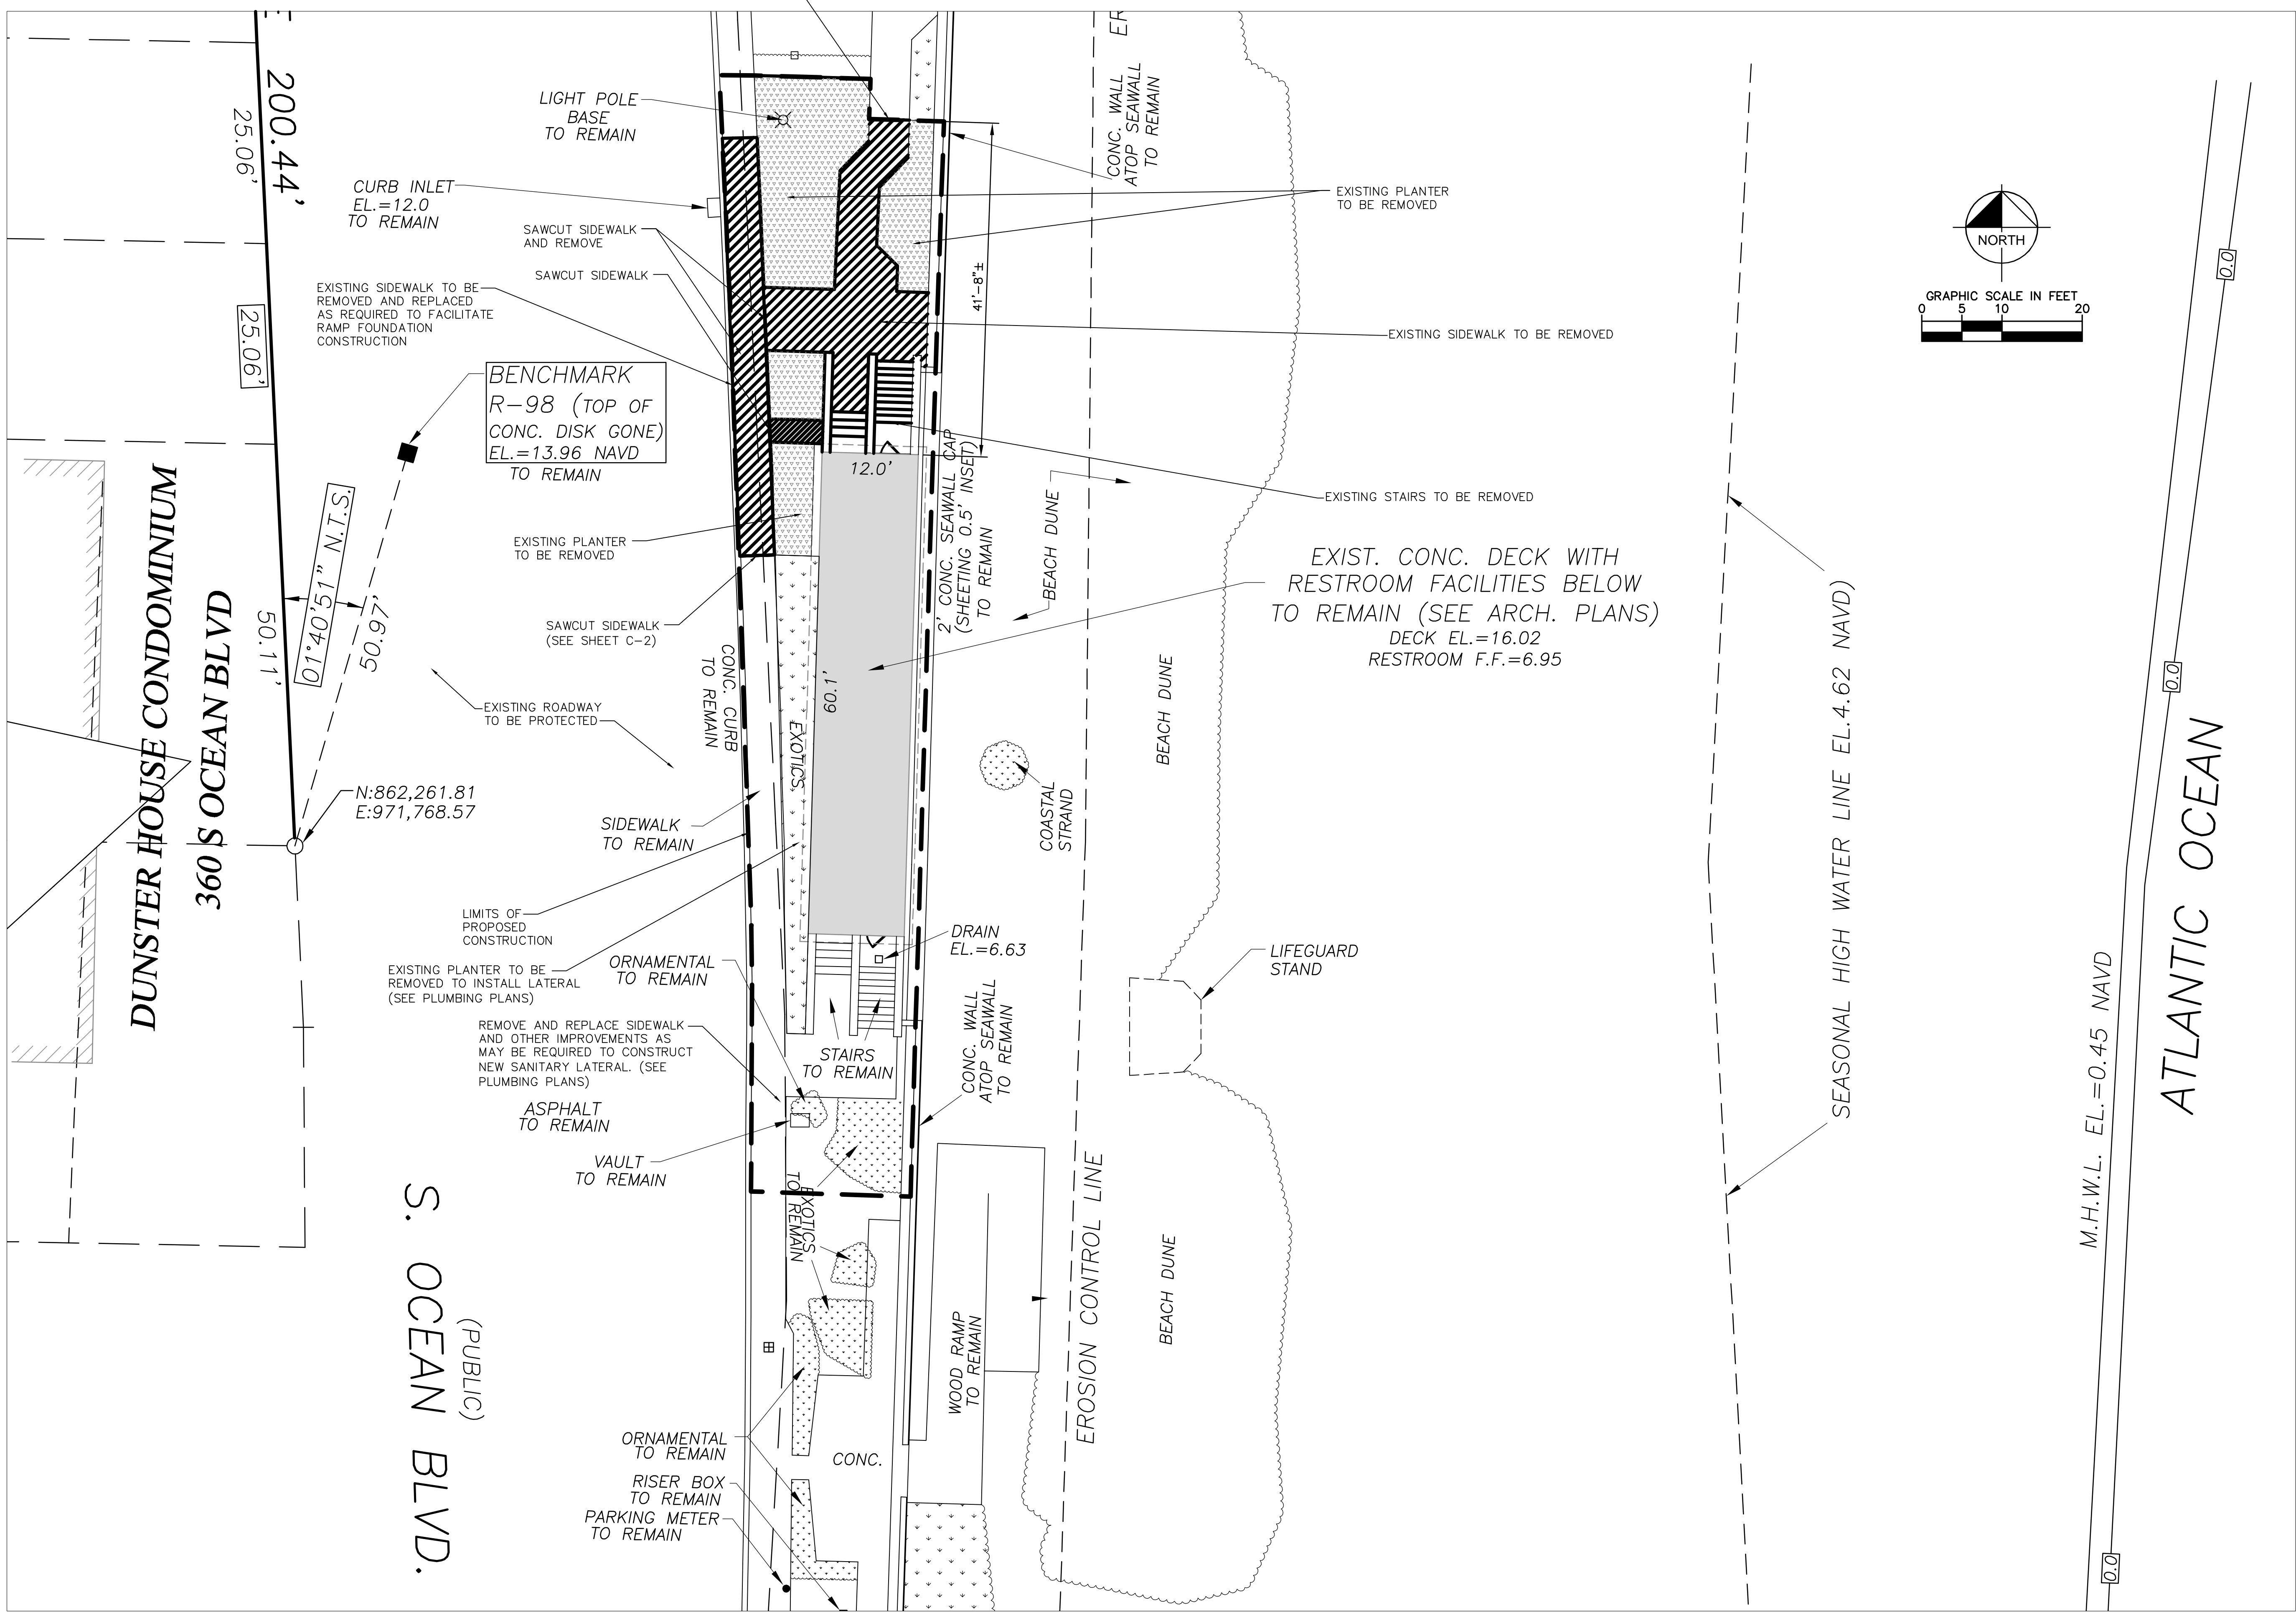 200.44'
25.06'
25.06'
50.11'
01°40'51" N.T.S.
50.97'
DUNSTER HOUSE CONDOMINIUM
360 S OCEAN BLVD
N:862,261.81
E:971,768.57
LIGHT POLE
BASE
TO REMAIN
CURB INLET
EL.=12.0
TO REMAIN
SAWCUT SIDEWALK
AND REMOVE
SAWCUT SIDEWALK
EXISTING SIDEWALK TO BE
REMOVED AND REPLACED
AS REQUIRED TO FACILITATE
RAMP FOUNDATION
CONSTRUCTION
BENCHMARK
R-98 (TOP OF
CONC. DISK GONE)
EL.=13.96 NAVD
TO REMAIN
EXISTING PLANTER
TO BE REMOVED
SAWCUT SIDEWALK
(SEE SHEET C-2)
CONC. CURB
TO REMAIN
EXISTING ROADWAY
TO BE PROTECTED
SIDEWALK
TO REMAIN
LIMITS OF
PROPOSED
CONSTRUCTION
EXISTING PLANTER TO BE
REMOVED TO INSTALL LATERAL
(SEE PLUMBING PLANS)
ORNAMENTAL
TO REMAIN
REMOVE AND REPLACE SIDEWALK
AND OTHER IMPROVEMENTS AS
MAY BE REQUIRED TO CONSTRUCT
NEW SANITARY LATERAL. (SEE
PLUMBING PLANS)
ASPHALT
TO REMAIN
VAULT
TO REMAIN
S. OCEAN BLVD.
(PUBLIC)
ORNAMENTAL
TO REMAIN
RISER BOX
TO REMAIN
PARKING METER
TO REMAIN
EXOTICS
12.0'
60.1'
STAIRS
TO REMAIN
EXOTICS
TO REMAIN
CONC.
WOOD RAMP
TO REMAIN
DRAIN
EL.=6.63
CONC. WALL
ATOP SEAWALL
TO REMAIN
41'-8"±
2' CONC. SEAWALL CAP
(SHEETING 0.5' INSET)
TO REMAIN
CONC. WALL
ATOP SEAWALL
TO REMAIN
ER
BEACH DUNE
BEACH DUNE
COASTAL
STRAND
LIFEGUARD
STAND
EROSION CONTROL LINE
BEACH DUNE
EXISTING PLANTER
TO BE REMOVED
EXISTING SIDEWALK TO BE REMOVED
EXISTING STAIRS TO BE REMOVED
EXIST. CONC. DECK WITH
RESTROOM FACILITIES BELOW
TO REMAIN (SEE ARCH. PLANS)
DECK EL.=16.02
RESTROOM F.F.=6.95
SEASONAL HIGH WATER LINE EL.4.62 NAVD)
NORTH
GRAPHIC SCALE IN FEET
0 5 10 20
M.H.W.L. EL.=0.45 NAVD
ATLANTIC OCEAN
0.0
0.0
0.0